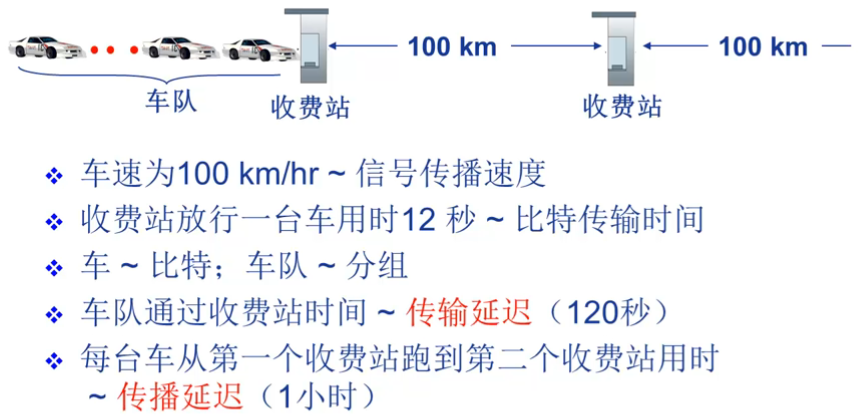 100 km
100 km
车队
收费站
收费站
车速为100 km/hr ~ 信号传播速度
收费站放行一台车用时12 秒 ~ 比特传输时间
车 ~ 比特；车队 ~ 分组
车队通过收费站时间 ~ 传输延迟（120秒）
每台车从第一个收费站跑到第二个收费站用时
~ 传播延迟（1小时）